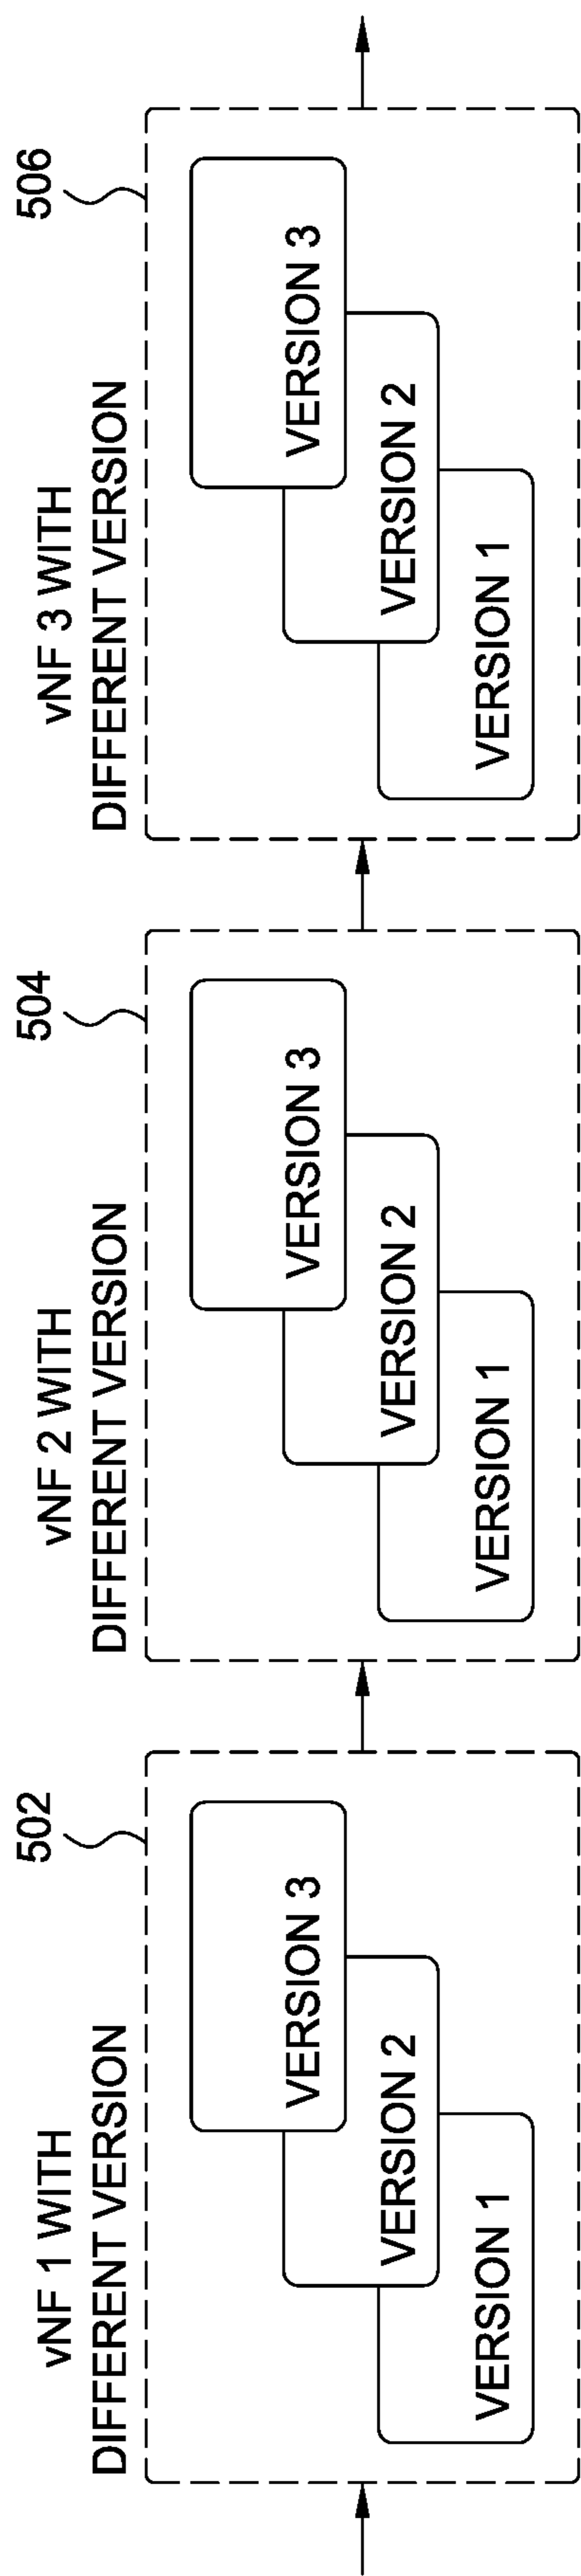 vNF 1 WITH
DIFFERENT VERSION
502
VERSION 3
VERSION 2
VERSION 1
vNF 2 WITH
DIFFERENT VERSION
504
VERSION 3
VERSION 2
VERSION 1
vNF 3 WITH
DIFFERENT VERSION
506
VERSION 3
VERSION 2
VERSION 1